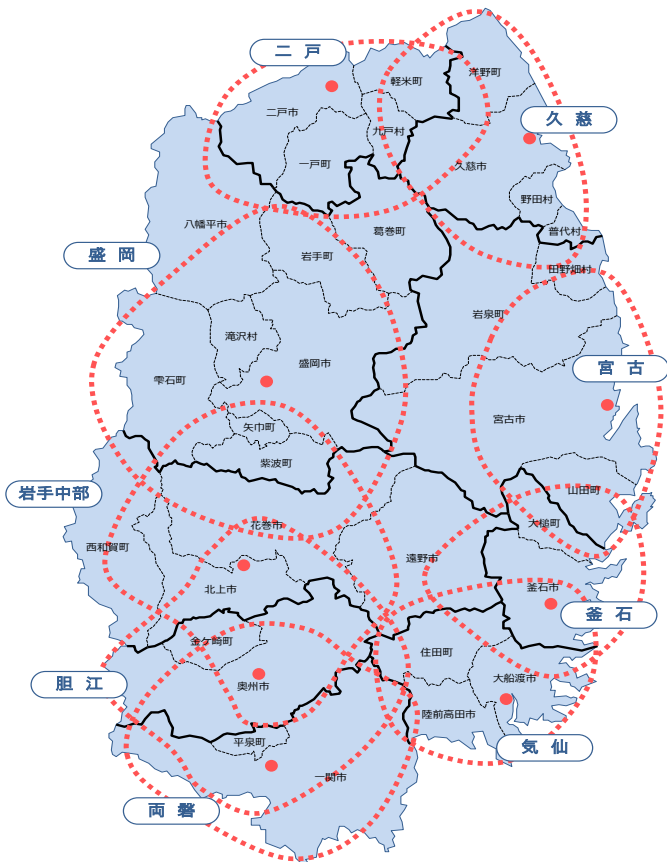 二戸
軽米町
洋野町
二戸市
久慈
九戸村
一戸町
久慈市
野田村
八幡平市
葛巻町
普代村
盛岡
岩手町
田野畑村
岩泉町
滝沢村
盛岡市
宮古
雫石町
宮古市
矢巾町
紫波町
山田町
岩手中部
大槌町
花巻市
西和賀町
遠野市
北上市
釜石市
釜石
金ケ崎町
住田町
胆江
奥州市
大船渡市
陸前高田市
平泉町
気仙
一関市
両磐